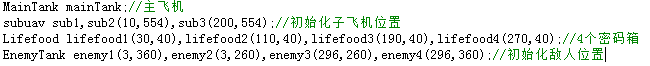 MainTank mainTank;//主飞机
subuav sub1,sub2(10,554),sub3(200,554);//初始化子飞机位置
Lifefood lifefood1(30,40),lifefood2(110,40),lifefood3(190,40),lifefood4(270,40);//4个密码箱
EnemyTank enemy1(3,360),enemy2(3,260),enemy3(296,260),enemy4(296,360);//初始化敌人位置